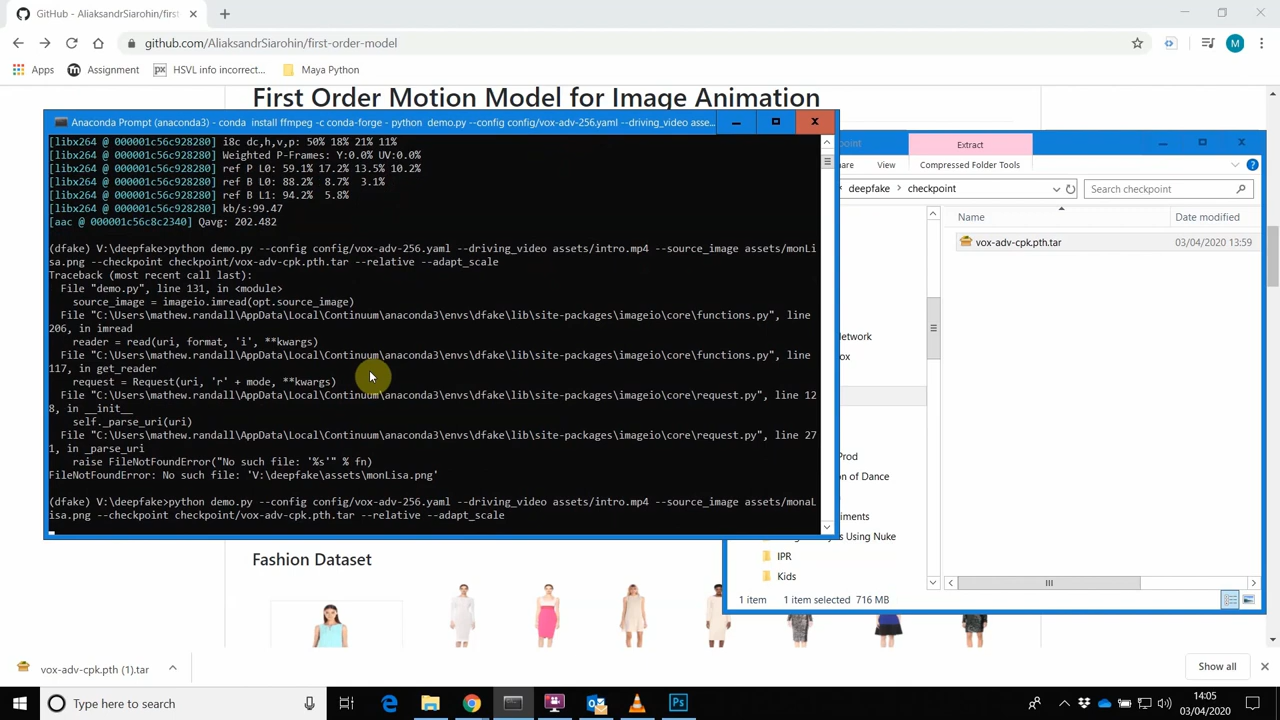 GitHub - AliaksandrSiarohin/first
github.com/AliaksandrSiarohin/first-order-model
M
Apps
Assignment
px
HSVL info incorrect...
Maya Python
First Order Motion Model for Image Animation
Anaconda Prompt (anaconda3) - conda install ffmpeg -c conda-forge - python demo.py --config config/vox-adv-256.yaml --driving_video asse...
[libx264 @ 000001c56c928280] i8c dc,h,v,p: 50% 18% 21% 11%
[libx264 @ 000001c56c928280] Weighted P-Frames: Y:0.0% UV:0.0%
[libx264 @ 000001c56c928280] ref P L0: 59.1% 17.2% 13.5% 10.2%
[libx264 @ 000001c56c928280] ref B L0: 88.2% 8.7% 3.1%
[libx264 @ 000001c56c928280] ref B L1: 94.2% 5.8%
[libx264 @ 000001c56c928280] kb/s:99.47
[aac @ 000001c56c8c2340] Qavg: 202.482
(dfake) V:\deepfake>python demo.py --config config/vox-adv-256.yaml --driving_video assets/intro.mp4 --source_image assets/monLi
sa.png --checkpoint checkpoint/vox-adv-cpk.pth.tar --relative --adapt_scale
Traceback (most recent call last):
File "demo.py", line 131, in <module>
source_image = imageio.imread(opt.source_image)
File "C:\Users\mathew.randall\AppData\Local\Continuum\anaconda3\envs\dfake\lib\site-packages\imageio\core\functions.py", line
206, in imread
reader = read(uri, format, 'i', **kwargs)
File "C:\Users\mathew.randall\AppData\Local\Continuum\anaconda3\envs\dfake\lib\site-packages\imageio\core\functions.py", line
117, in get_reader
request = Request(uri, 'r' + mode, **kwargs)
File "C:\Users\mathew.randall\AppData\Local\Continuum\anaconda3\envs\dfake\lib\site-packages\imageio\core\request.py", line 12
8, in __init__
self._parse_uri(uri)
File "C:\Users\mathew.randall\AppData\Local\Continuum\anaconda3\envs\dfake\lib\site-packages\imageio\core\request.py", line 27
1, in _parse_uri
raise FileNotFoundError("No such file: '%s'" % fn)
FileNotFoundError: No such file: 'V:\deepfake\assets\monLisa.png'
(dfake) V:\deepfake>python demo.py --config config/vox-adv-256.yaml --driving_video assets/intro.mp4 --source_image assets/monaL
isa.png --checkpoint checkpoint/vox-adv-cpk.pth.tar --relative --adapt_scale
point
Extract
are
View
Compressed Folder Tools
deepfake
checkpoint
Search checkpoint
Name
Date modified
vox-adv-cpk.pth.tar
03/04/2020 13:59
etwork
ox
Prod
on of Deance
iments
Using Nuke
IPR
Kids
1 item
1 item selected 716 MB
Fashion Dataset
vox-adv-cpk.pth (1).tar
Show all
Type here to search
Ps
14:05
03/04/2020